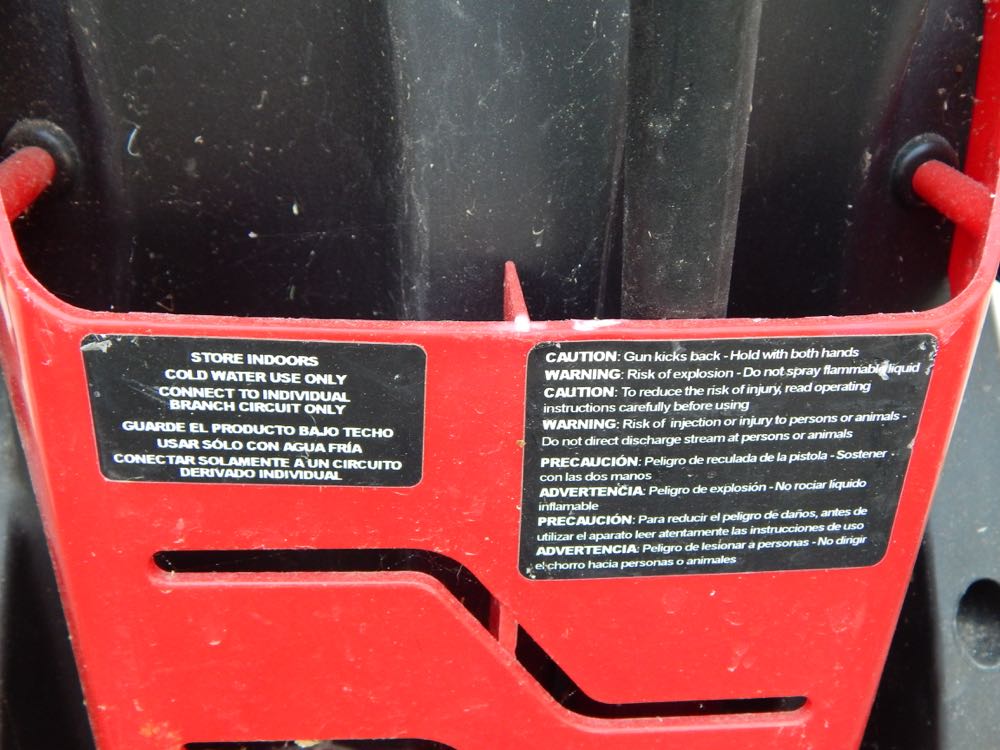 STORE INDOORS
COLD WATER USE ONLY
CONNECT TO INDIVIDUAL
BRANCH CIRCUIT ONLY
GUARDE EL PRODUCTO BAJO TECHO
USAR SÓLO CON AGUA FRÍA
CONECTAR SOLAMENTE A UN CIRCUITO
DERIVADO INDIVIDUAL
CAUTION: Gun kicks back - Hold with both hands
WARNING: Risk of explosion - Do not spray flammable liquid
CAUTION: To reduce the risk of injury, read operating
instructions carefully before using
WARNING: Risk of injection or injury to persons or animals -
Do not direct discharge stream at persons or animals
PRECAUCIÓN: Peligro de reculada de la pistola - Sostener
con las dos manos
ADVERTENCIA: Peligro de explosión - No rociar líquido
inflamable
PRECAUCIÓN: Para reducir el peligro de daños, antes de
utilizar el aparato leer atentamente las instrucciones de uso
ADVERTENCIA: Peligro de lesionar a personas - No dirigir
el chorro hacia personas o animales